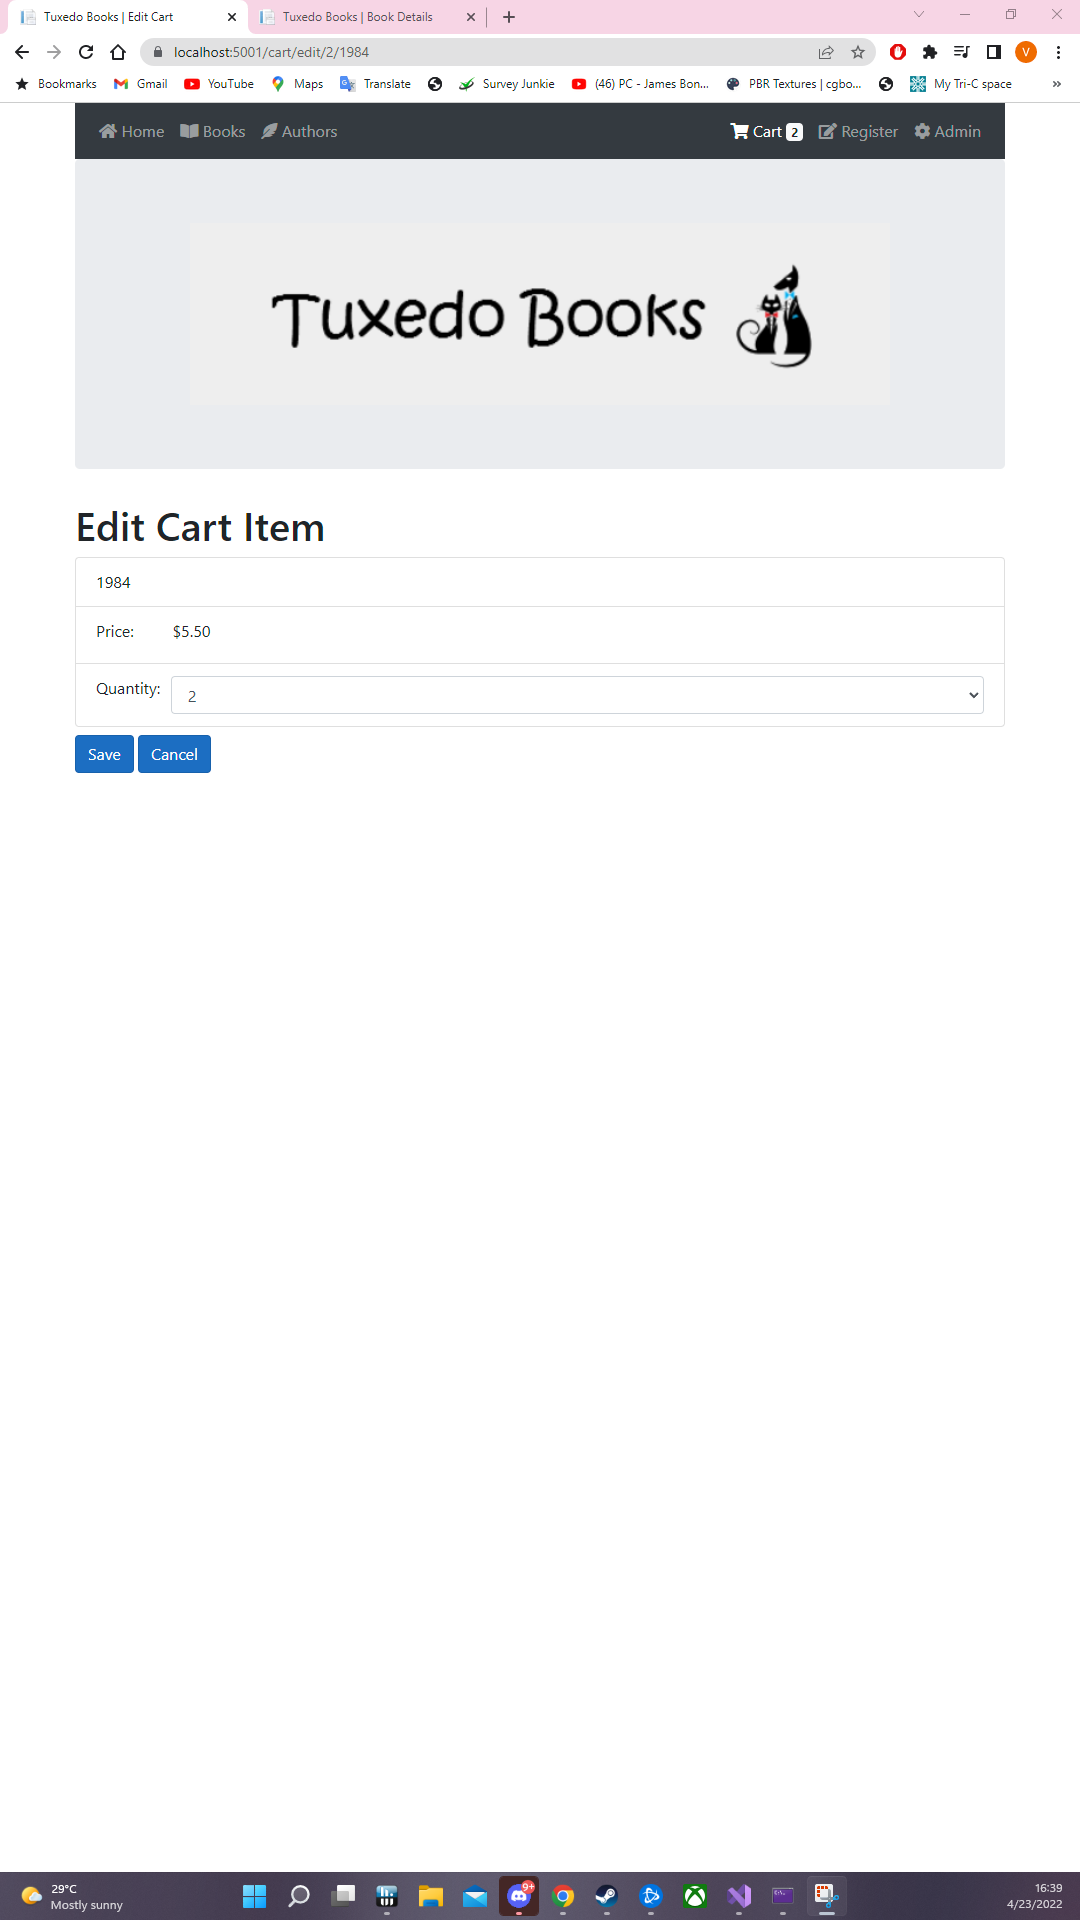 Tuxedo Books | Edit Cart
Tuxedo Books | Book Details
localhost:5001/cart/edit/2/1984
V
Bookmarks Gmail YouTube Maps Translate Survey Junkie (46) PC - James Bon... PBR Textures | cgbo... My Tri-C space »
Home Books Authors Cart 2 Register Admin
Tuxedo Books
Edit Cart Item
1984
Price: $5.50
Quantity: 2
Save Cancel
29°C
Mostly sunny
9+
16:39
4/23/2022